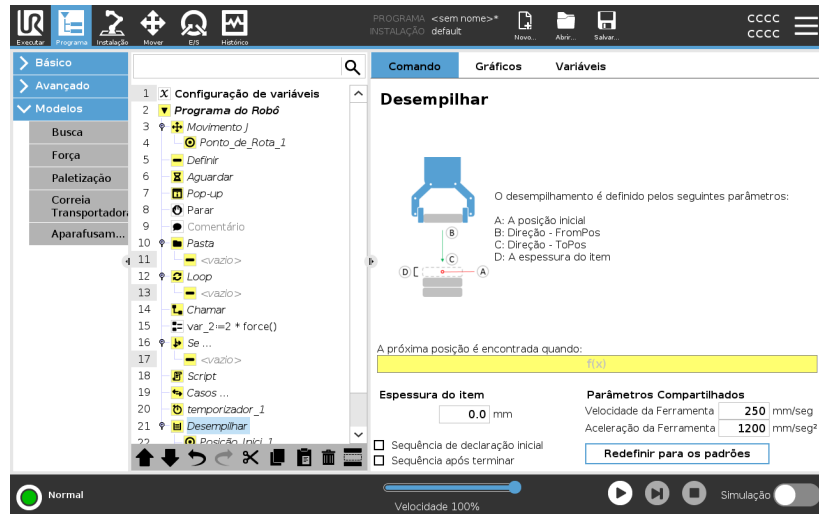 UR
PROGRAMA <sem nome>*
INSTALAÇÃO default
Executar Programa Instalação Mover E/S Histórico
Novo... Abrir... Salvar...
CCCC
CCCC
Básico
Avançado
Modelos
Busca
Força
Paletização
Correia
Transportadora
Aparafusam...
1 X Configuração de variáveis
2 Programa do Robô
3 Movimento J
4 Ponto_de_Rota_1
5 Definir
6 Aguardar
7 Pop-up
8 Parar
9 Comentário
10 Pasta
11 <vazio>
12 Loop
13 <vazio>
14 Chamar
15 var_2:=2 * force()
16 Se ...
17 <vazio>
18 Script
19 Casos ...
20 temporizador_1
21 Desempilhar
22 Posição_Inici_1
Comando Gráficos Variáveis
Desempilhar
B
C
D
A
O desempilhamento é definido pelos seguintes parâmetros:
A: A posição inicial
B: Direção - FromPos
C: Direção - ToPos
D: A espessura do item
A próxima posição é encontrada quando:
f(x)
Espessura do item
0.0 mm
Sequência de declaração inicial
Sequência após terminar
Parâmetros Compartilhados
Velocidade da Ferramenta 250 mm/seg
Aceleração da Ferramenta 1200 mm/seg²
Redefinir para os padrões
Normal
Velocidade 100%
Simulação